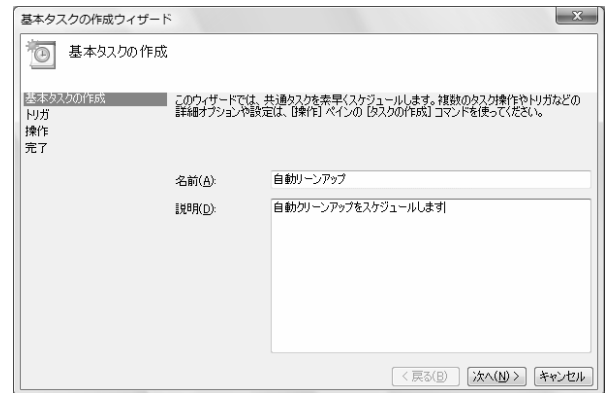 基本タスクの作成ウィザード
基本タスクの作成
基本タスクの作成
トリガ
操作
完了
このウィザードでは、共通タスクを素早くスケジュールします。複数のタスク操作やトリガなどの
詳細オプションや設定は、[操作] ペインの [タスクの作成] コマンドを使ってください。
名前(A):
自動リーンアップ
説明(D):
自動クリーンアップをスケジュールします
< 戻る(B)
次へ(N) >
キャンセル